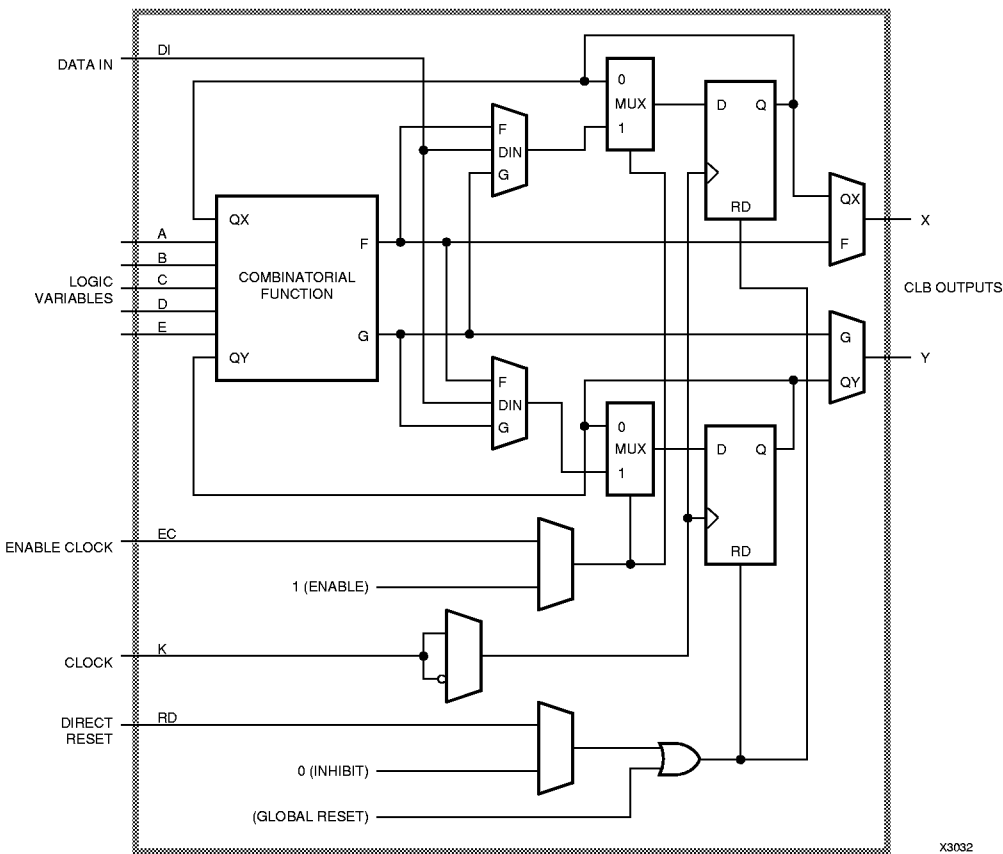 DI
DATA IN
0
MUX
1
D
Q
RD
F
DIN
G
QX
F
X
QX
A
B
C
D
E
LOGIC
VARIABLES
COMBINATORIAL
FUNCTION
F
G
QY
CLB OUTPUTS
G
QY
Y
F
DIN
G
0
MUX
1
D
Q
RD
EC
ENABLE CLOCK
1 (ENABLE)
K
CLOCK
RD
DIRECT
RESET
0 (INHIBIT)
(GLOBAL RESET)
X3032